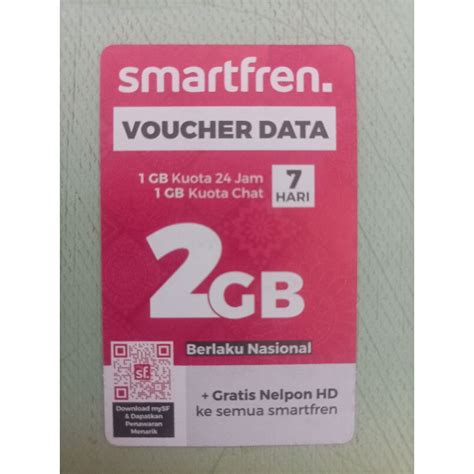 smartfren.
VOUCHER DATA
1 GB Kuota 24 Jam
1 GB Kuota Chat
7
HARI
2GB
Berlaku Nasional
sf.
Download mySF
& Dapatkan
Penawaran
Menarik
+ Gratis Nelpon HD
ke semua smartfren